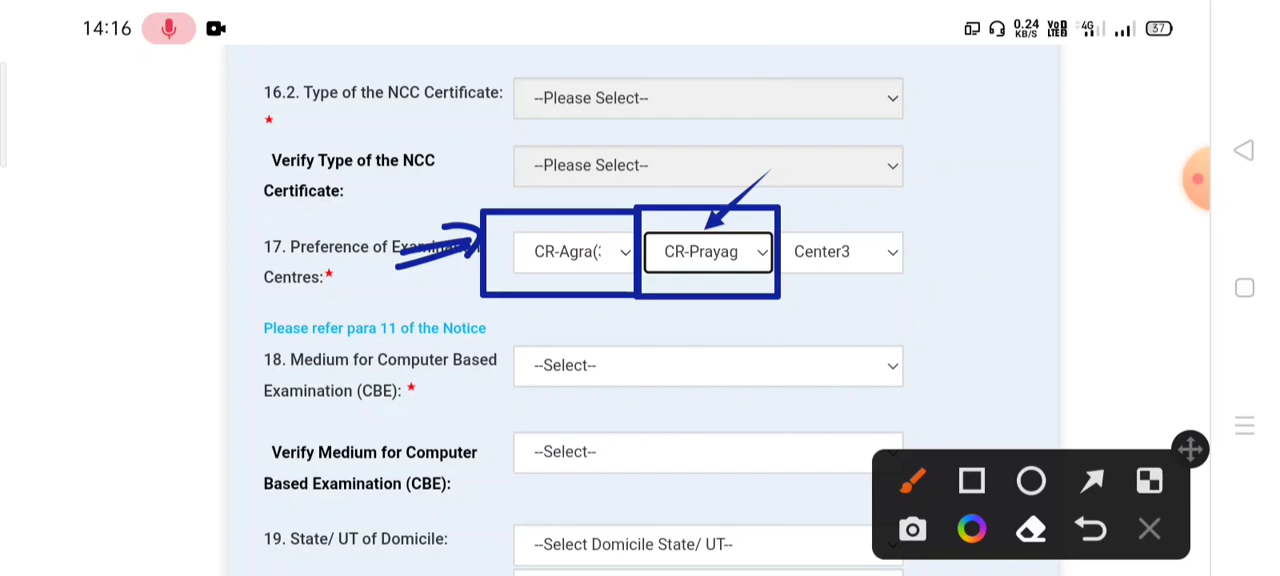 14:16 0.24 KB/S VoD LTE2 4G 37
16.2. Type of the NCC Certificate: --Please Select--
*
Verify Type of the NCC --Please Select--
Certificate:
17. Preference of Examination CR-Agra(: CR-Prayag Center3
Centres:*
Please refer para 11 of the Notice
18. Medium for Computer Based --Select--
Examination (CBE): *
Verify Medium for Computer --Select--
Based Examination (CBE):
19. State/ UT of Domicile: --Select Domicile State/ UT--